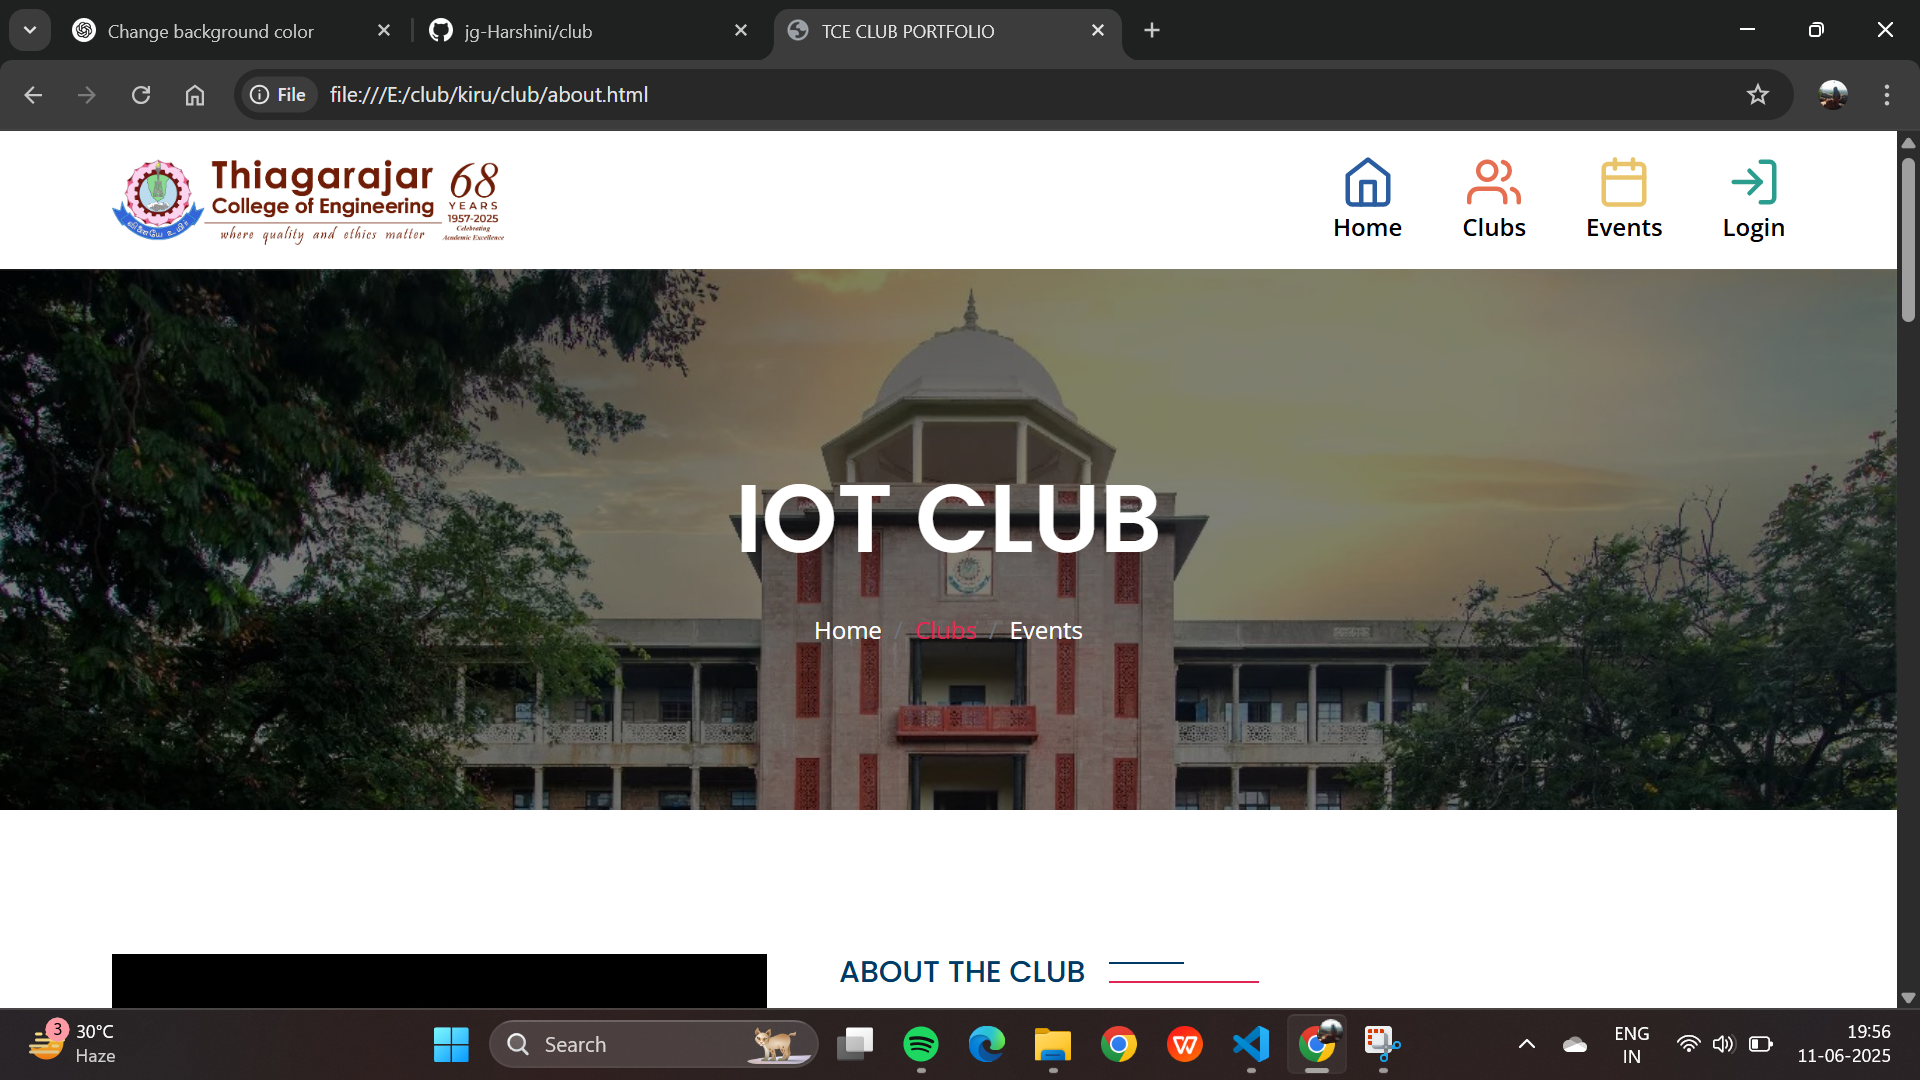 Change background color
jg-Harshini/club
TCE CLUB PORTFOLIO
File
file:///E:/club/kiru/club/about.html
Thiagarajar
College of Engineering
where quality and ethics matter
68
YEARS
1957-2025
Celebrating
Academic Excellence
Home
Clubs
Events
Login
IOT CLUB
Home / Clubs / Events
ABOUT THE CLUB
3
30°C
Haze
Search
ENG
IN
19:56
11-06-2025